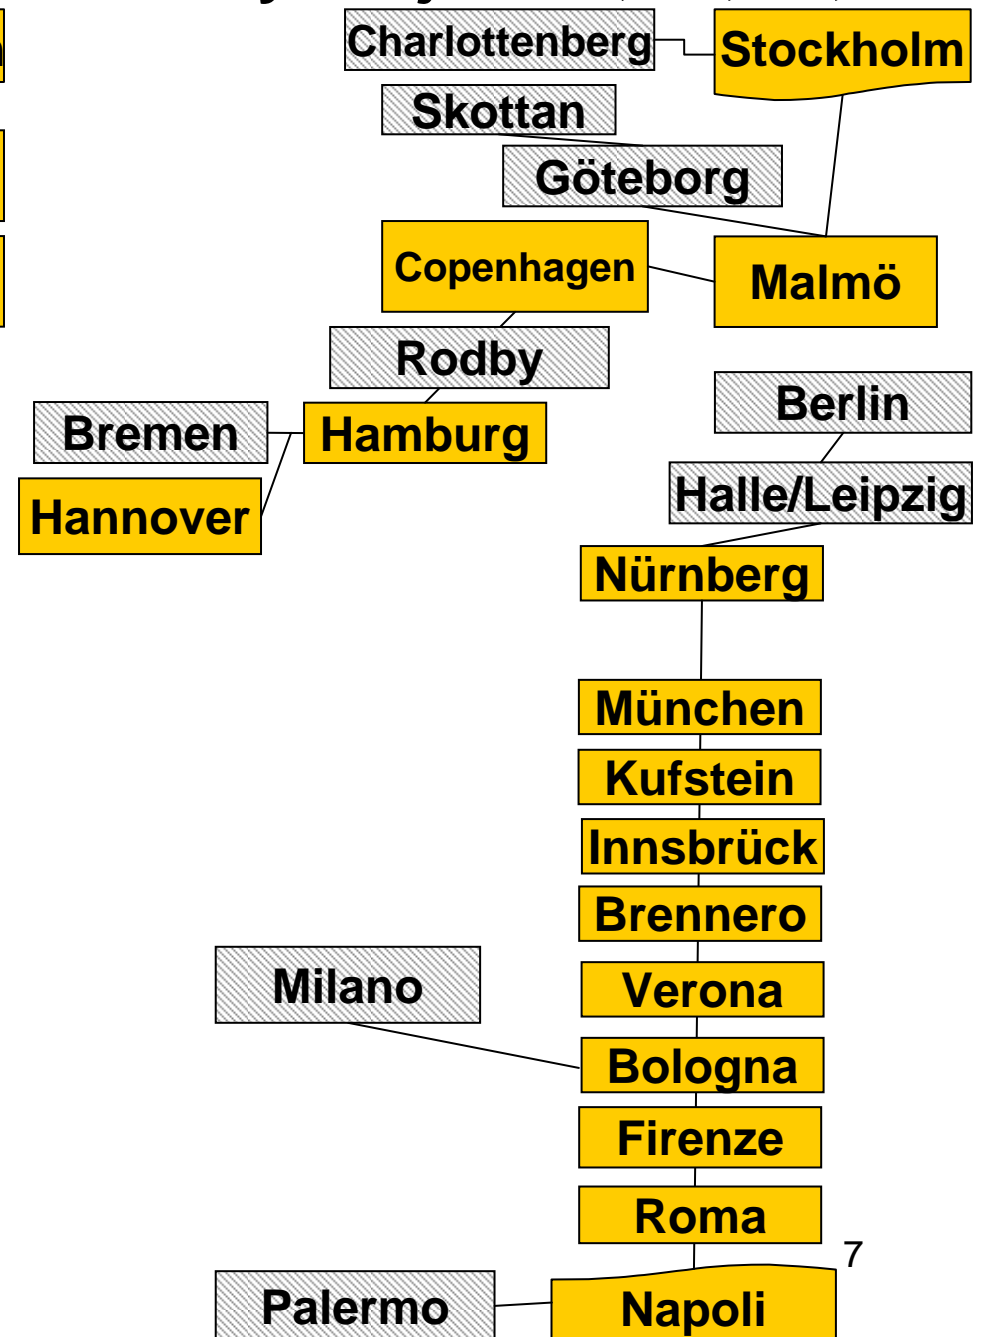 Charlottenberg
Stockholm
Skottan
Göteborg
Copenhagen
Malmö
Rodby
Berlin
Bremen
Hamburg
Halle/Leipzig
Hannover
Nürnberg
München
Kufstein
Innsbrück
Brennero
Milano
Verona
Bologna
Firenze
Roma
7
Palermo
Napoli